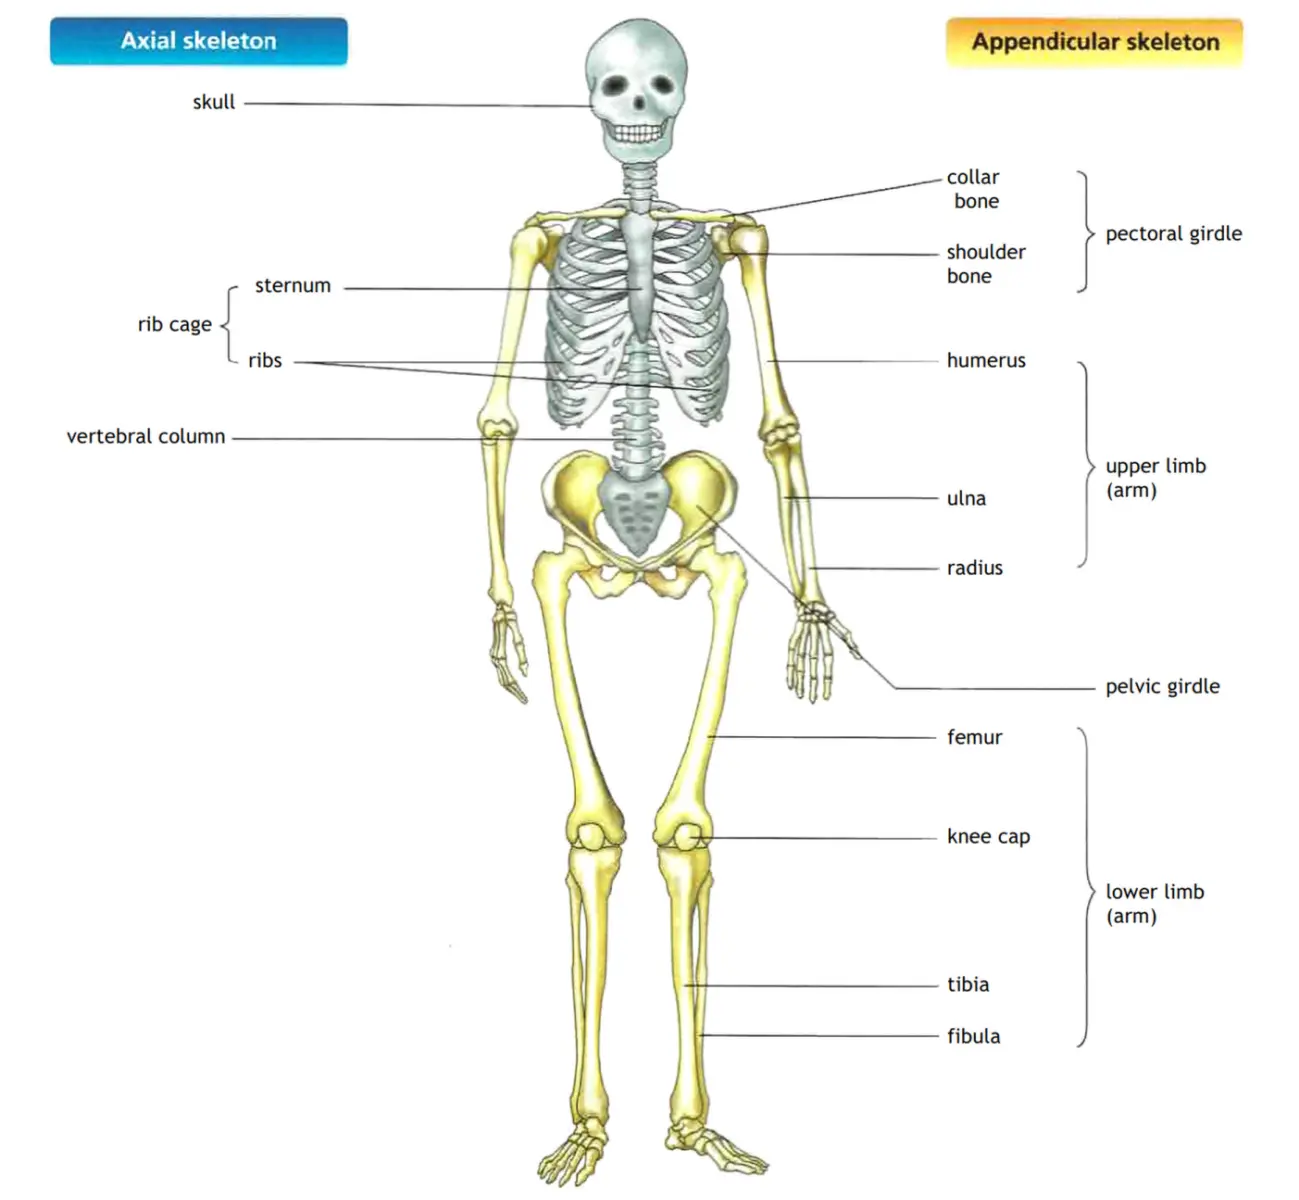 Axial skeleton
Appendicular skeleton
skull
collar
bone
pectoral girdle
shoulder
bone
sternum
rib cage
ribs
humerus
vertebral column
upper limb
(arm)
ulna
radius
pelvic girdle
femur
knee cap
lower limb
(arm)
tibia
fibula